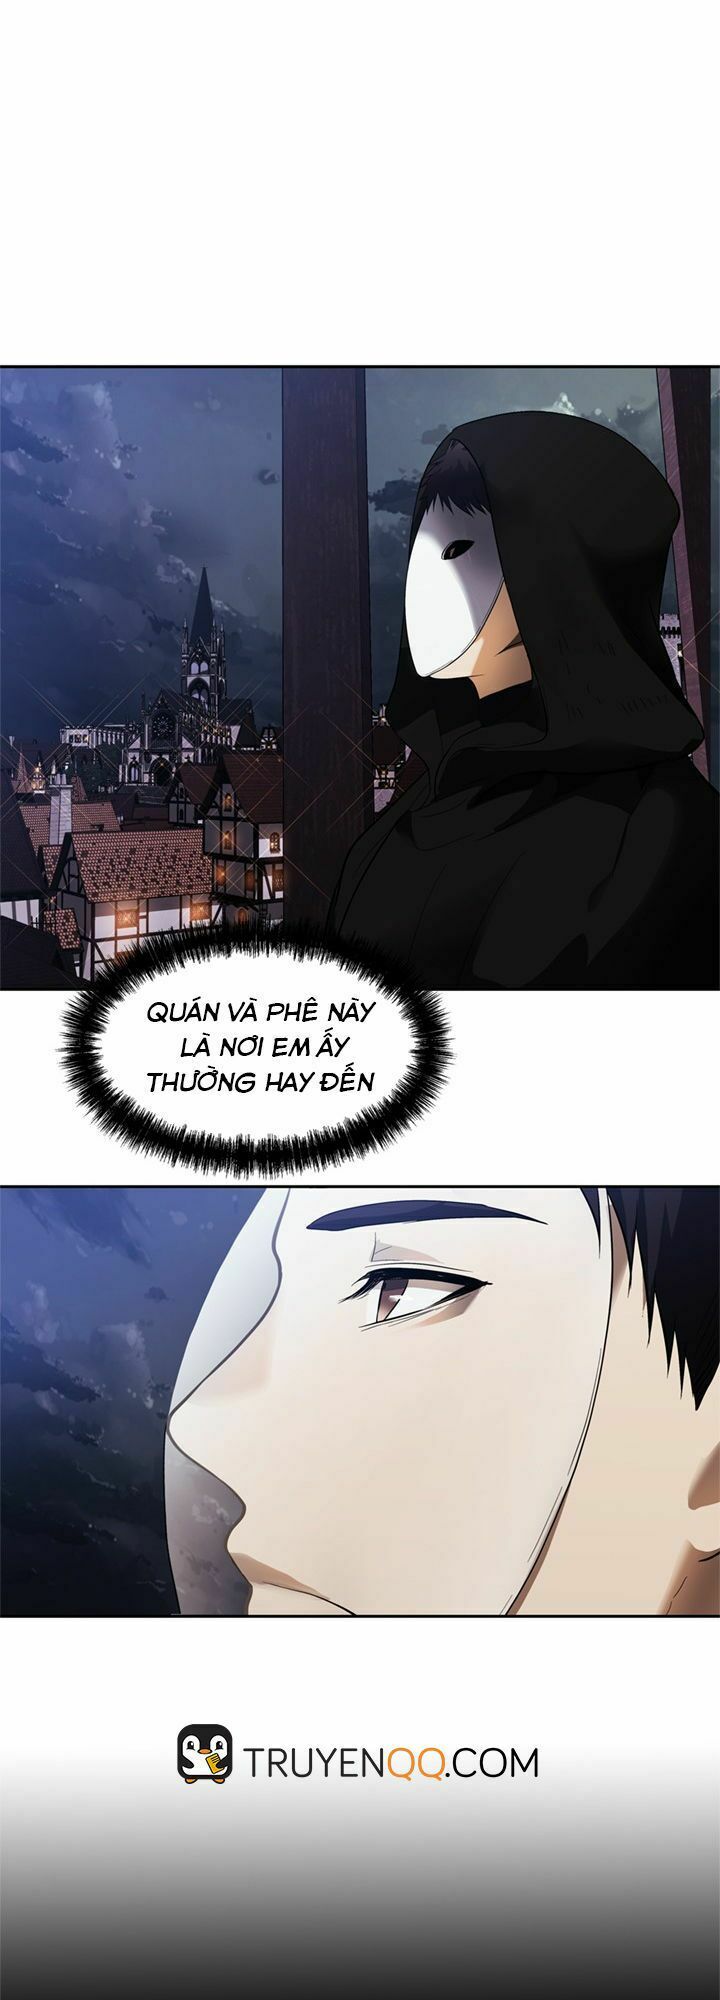 QUÁN VÀ PHÊ NÀY
LÀ NƠI EM ẤY
THƯỜNG HAY ĐẾN
TRUYENQQ.COM